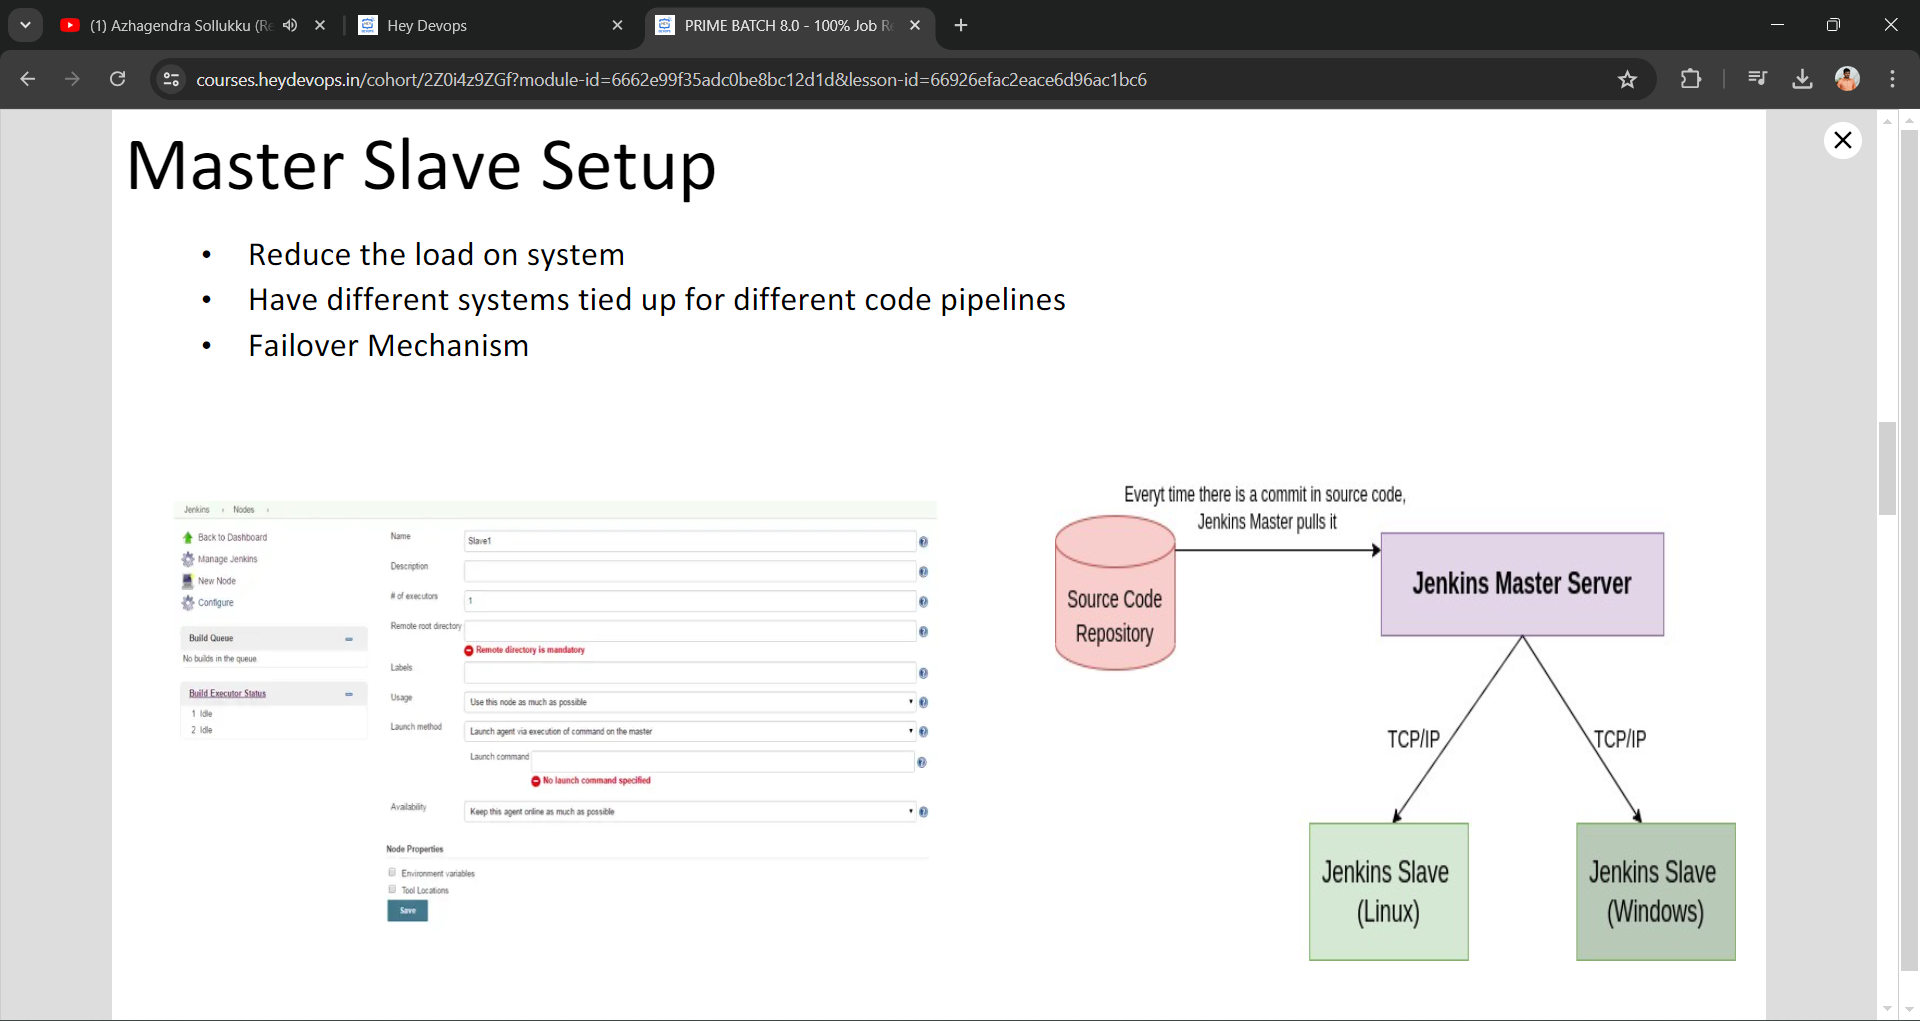 (1) Azhagendra Sollukku (Re
Hey Devops
PRIME BATCH 8.0 - 100% Job Re
courses.heydevops.in/cohort/2Z0i4z9ZGf?module-id=6662e99f35adc0be8bc12d1d&lesson-id=66926efac2eace6d96ac1bc6
Master Slave Setup
• Reduce the load on system
• Have different systems tied up for different code pipelines
• Failover Mechanism
Jenkins › Nodes ›
Back to Dashboard
Manage Jenkins
New Node
Configure
Build Queue
No builds in the queue.
Build Executor Status
1 Idle
2 Idle
Name Slave1
Description
# of executors 1
Remote root directory
Remote directory is mandatory
Labels
Usage Use this node as much as possible
Launch method Launch agent via execution of command on the master
Launch command
No launch command specified
Availability Keep this agent online as much as possible
Node Properties
Environment variables
Tool Locations
Save
Everyt time there is a commit in source code,
Jenkins Master pulls it
Source Code
Repository
Jenkins Master Server
TCP/IP TCP/IP
Jenkins Slave
(Linux)
Jenkins Slave
(Windows)